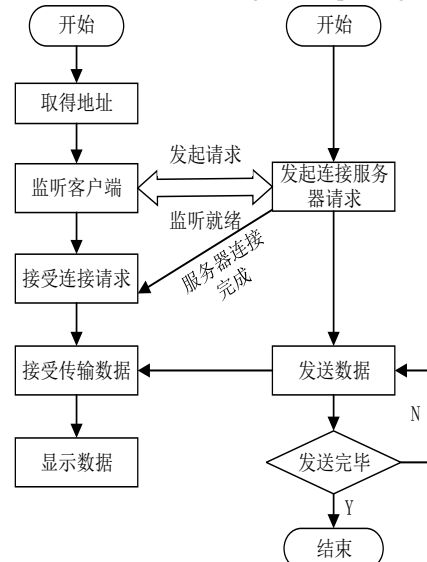 开始
开始
取得地址
发起请求
监听客户端
发起连接服务
器请求
监听就绪
服务器连接
完成
接受连接请求
接受传输数据
发送数据
N
显示数据
发送完毕
Y
结束